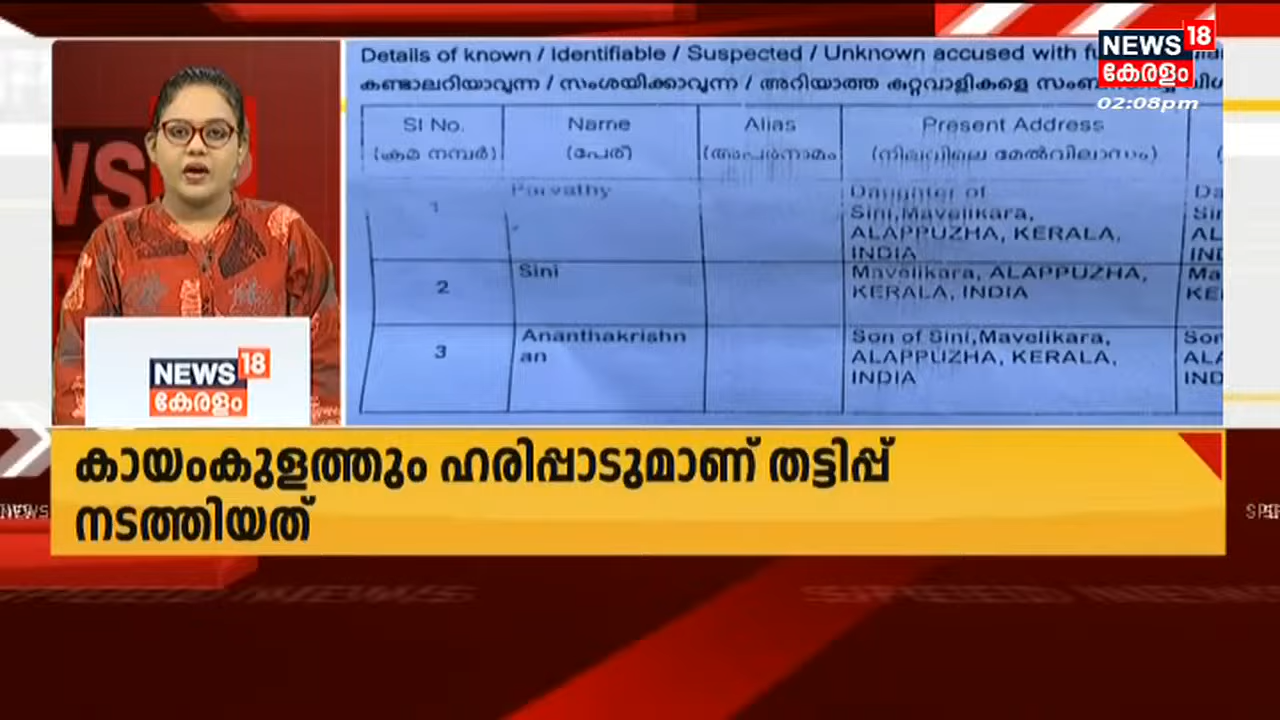 Details of known / Identifiable / Suspected / Unknown accused with
കണ്ടാലറിയാവുന്ന / സംശയിക്കാവുന്ന / അറിയാത്ത കുറ്റവാളികളെ
Sl No. Name Alias Present Address
(ക്രമ നമ്പർ) (പേര്) (അപരനാമം (നിലവിലെ മേൽവിലാസം)
1 Parvathy Daughter of
Sini,Mavelikara,
ALAPPUZHA, KERALA,
INDIA
2 Sini Mavelikara, ALAPPUZHA,
KERALA, INDIA
3 Ananthakrishn Son of Sini,Mavelikara,
an ALAPPUZHA, KERALA,
INDIA
NEWS 18
കേരളം
02:08pm
NEWS 18
കേരളം
കായംകുളത്തും ഹരിപ്പാടുമാണ് തട്ടിപ്പ്
നടത്തിയത്